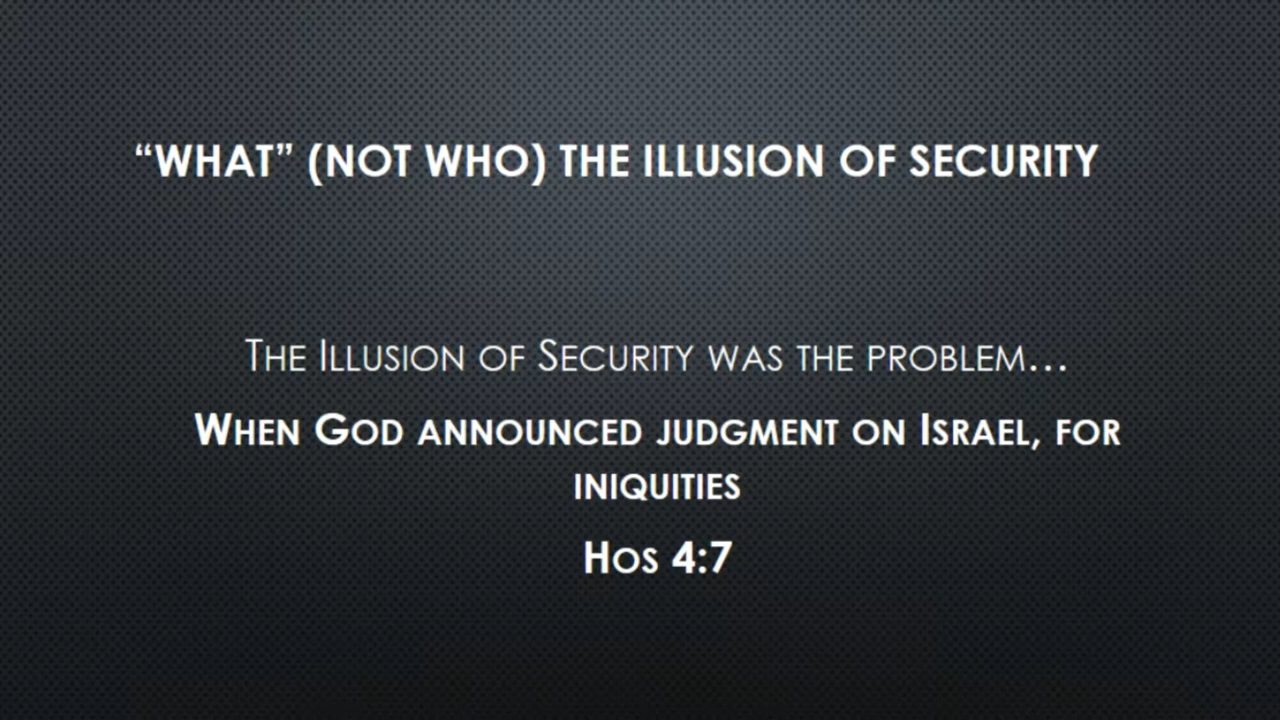 “WHAT” (NOT WHO) THE ILLUSION OF SECURITY
The Illusion of Security was the problem…
When God announced judgment on Israel, for
iniquities
Hos 4:7